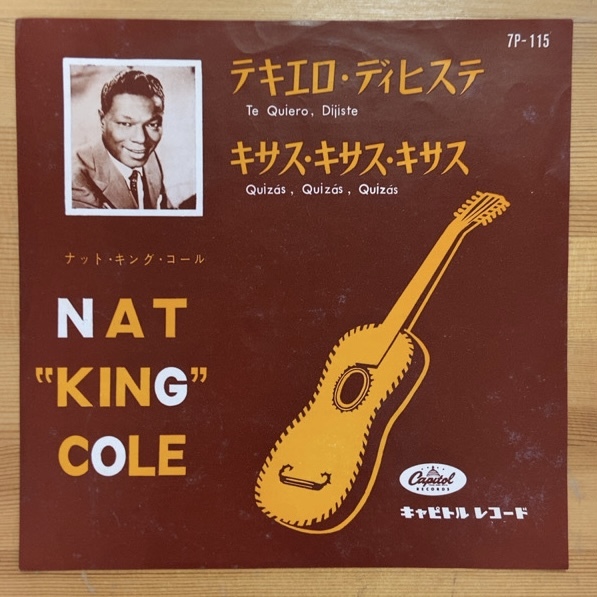 7P-115
テキエロ・ディヒステ
Te Quiero, Dijiste
キサス・キサス・キサス
Quizás, Quizás, Quizás
ナット・キング・コール
NAT
“KING”
COLE
Capitol
RECORDS
キャピトル レコード